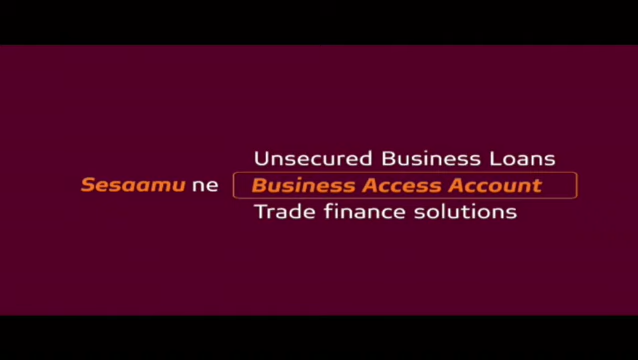 Unsecured Business Loans
Sesaamu ne Business Access Account
Trade finance solutions